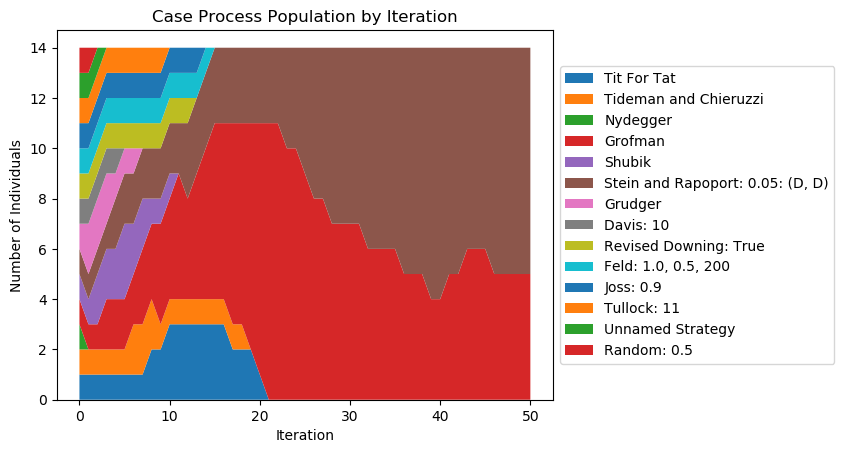 Case Process Population by Iteration
Number of Individuals
14
12
10
8
6
4
2
0
0 10 20 30 40 50
Iteration
Tit For Tat
Tideman and Chieruzzi
Nydegger
Grofman
Shubik
Stein and Rapoport: 0.05: (D, D)
Grudger
Davis: 10
Revised Downing: True
Feld: 1.0, 0.5, 200
Joss: 0.9
Tullock: 11
Unnamed Strategy
Random: 0.5